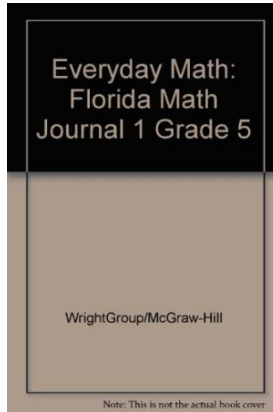 Everyday Math:
Florida Math
Journal 1 Grade 5
WrightGroup/McGraw-Hill
Note: This is not the actual book cover